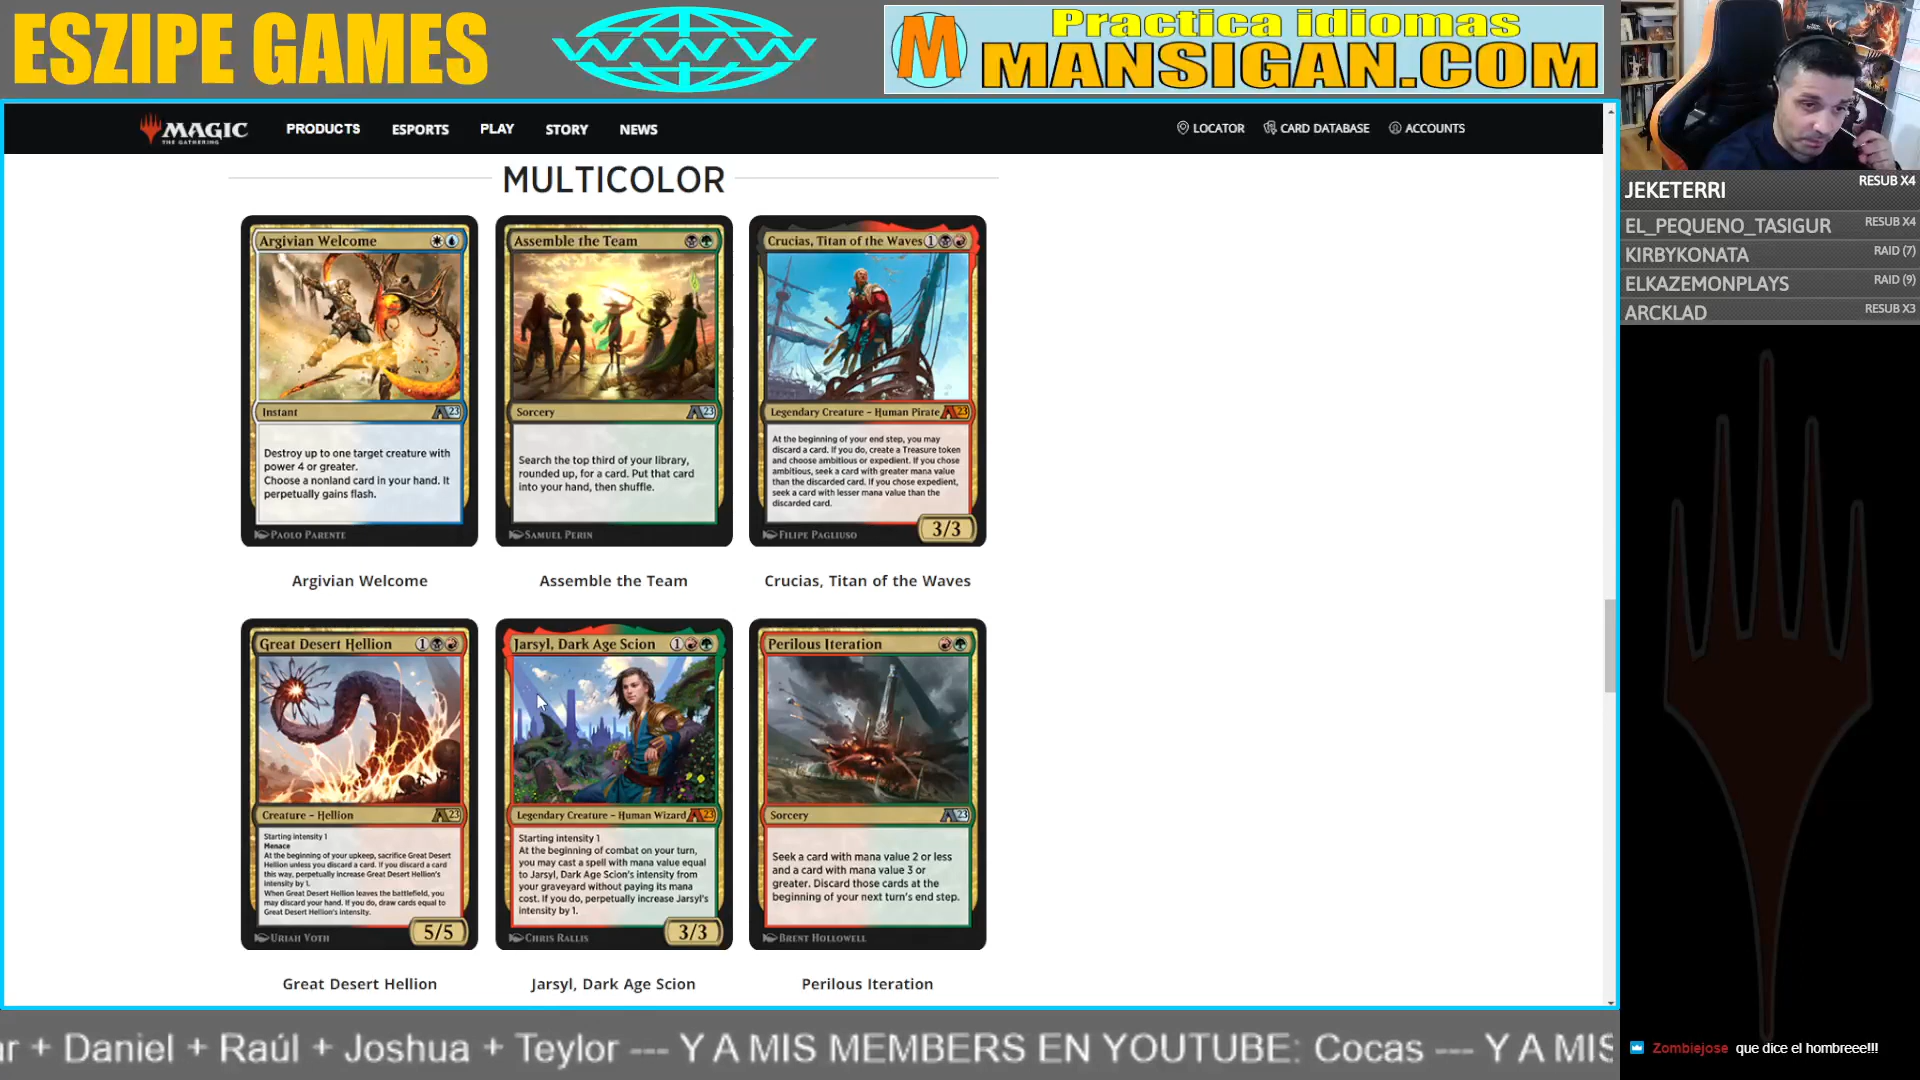 ESZIPE GAMES
WWW
Practica idiomas
M MANSIGAN.COM
MAGIC
THE GATHERING
PRODUCTS ESPORTS PLAY STORY NEWS
LOCATOR CARD DATABASE ACCOUNTS
MULTICOLOR
Argivian Welcome
Instant
A23
Destroy up to one target creature with
power 4 or greater.
Choose a nonland card in your hand. It
perpetually gains flash.
PAOLO PARENTE
Argivian Welcome
Assemble the Team
Sorcery
A23
Search the top third of your library,
rounded up, for a card. Put that card
into your hand, then shuffle.
SAMUEL PERIN
Assemble the Team
Crucias, Titan of the Waves 1
Legendary Creature – Human Pirate
A23
At the beginning of your end step, you may
discard a card. If you do, create a Treasure token
and choose ambitious or expedient. If you chose
ambitious, seek a card with greater mana value
than the discarded card. If you chose expedient,
seek a card with lesser mana value than the
discarded card.
3/3
FILIPE PAGLIUSO
Crucias, Titan of the Waves
Great Desert Hellion 1
Creature – Hellion
A23
Starting intensity 1
Menace
At the beginning of your upkeep, sacrifice Great Desert
Hellion unless you discard a card. If you discard a card
this way, perpetually increase Great Desert Hellion's
intensity by 1.
When Great Desert Hellion leaves the battlefield, you
may discard your hand. If you do, draw cards equal to
Great Desert Hellion's intensity.
5/5
URIAH VOTH
Great Desert Hellion
Jarsyl, Dark Age Scion 1
Legendary Creature – Human Wizard
A23
Starting intensity 1
At the beginning of combat on your turn,
you may cast a spell with mana value equal
to Jarsyl, Dark Age Scion's intensity from
your graveyard without paying its mana
cost. If you do, perpetually increase Jarsyl's
intensity by 1.
3/3
CHRIS RALLIS
Jarsyl, Dark Age Scion
Perilous Iteration
Sorcery
A23
Seek a card with mana value 2 or less
and a card with mana value 3 or
greater. Discard those cards at the
beginning of your next turn's end step.
BRENT HOLLOWELL
Perilous Iteration
JEKETERRI RESUB X4
EL_PEQUENO_TASIGUR RESUB X4
KIRBYKONATA RAID (7)
ELKAZEMONPLAYS RAID (9)
ARCKLAD RESUB X3
r + Daniel + Raúl + Joshua + Teylor --- Y A MIS MEMBERS EN YOUTUBE: Cocas --- Y A MIS
Zombiejose que dice el hombreee!!!